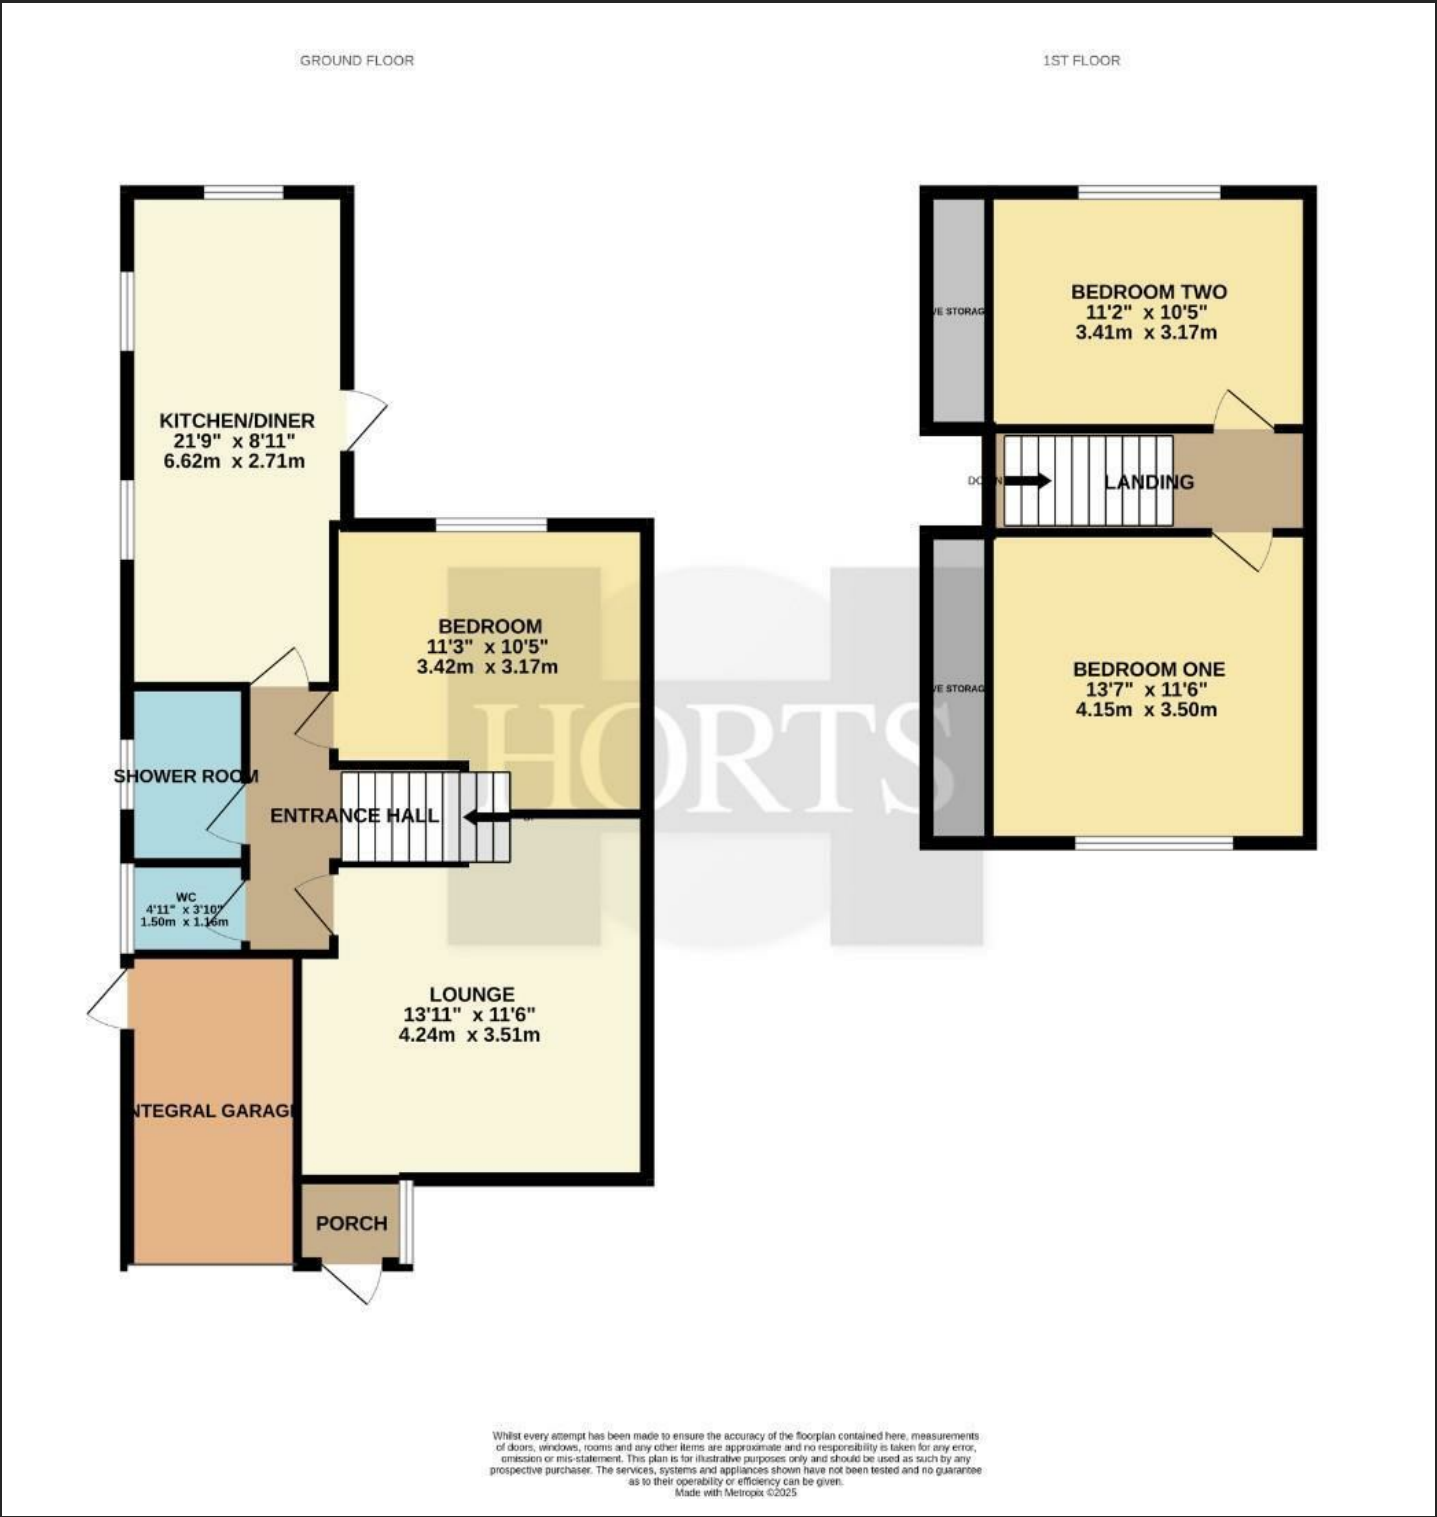 GROUND FLOOR
1ST FLOOR
KITCHEN/DINER
21'9" x 8'11"
6.62m x 2.71m
BEDROOM
11'3" x 10'5"
3.42m x 3.17m
SHOWER ROOM
ENTRANCE HALL
WC
4'11" x 3'10"
1.50m x 1.16m
LOUNGE
13'11" x 11'6"
4.24m x 3.51m
NTEGRAL GARAG
PORCH
BEDROOM TWO
11'2" x 10'5"
3.41m x 3.17m
VE STORAG
DOWN
LANDING
BEDROOM ONE
13'7" x 11'6"
4.15m x 3.50m
VE STORAG
HORTS
Whilst every attempt has been made to ensure the accuracy of the floorplan contained here, measurements
of doors, windows, rooms and any other items are approximate and no responsibility is taken for any error,
omission or mis-statement. This plan is for illustrative purposes only and should be used as such by any
prospective purchaser. The services, systems and appliances shown have not been tested and no guarantee
as to their operability or efficiency can be given.
Made with Metropix ©2025